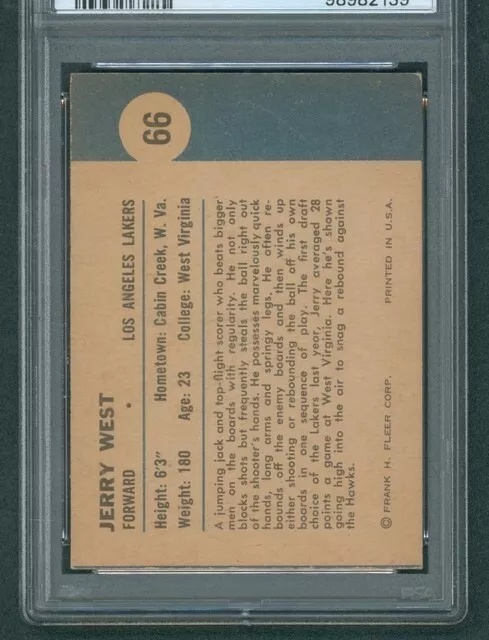 98982139
66
JERRY WEST
FORWARD • LOS ANGELES LAKERS
Height: 6'3" Hometown: Cabin Creek, W. Va.
Weight: 180 Age: 23 College: West Virginia
A jumping jack and top-flight scorer who beats bigger
men on the boards with regularity. He not only
blocks shots but frequently steals the ball right out
of the shooter's hands. He possesses marvelously quick
hands, long arms and springy legs. He often re-
bounds off the enemy boards and then winds up
either shooting or rebounding the ball off his own
boards in one sequence of play. The first draft
choice of the Lakers last year, Jerry averaged 28
points a game at West Virginia. Here he's shown
going high into the air to snag a rebound against
the Hawks.
© FRANK H. FLEER CORP. PRINTED IN U.S.A.